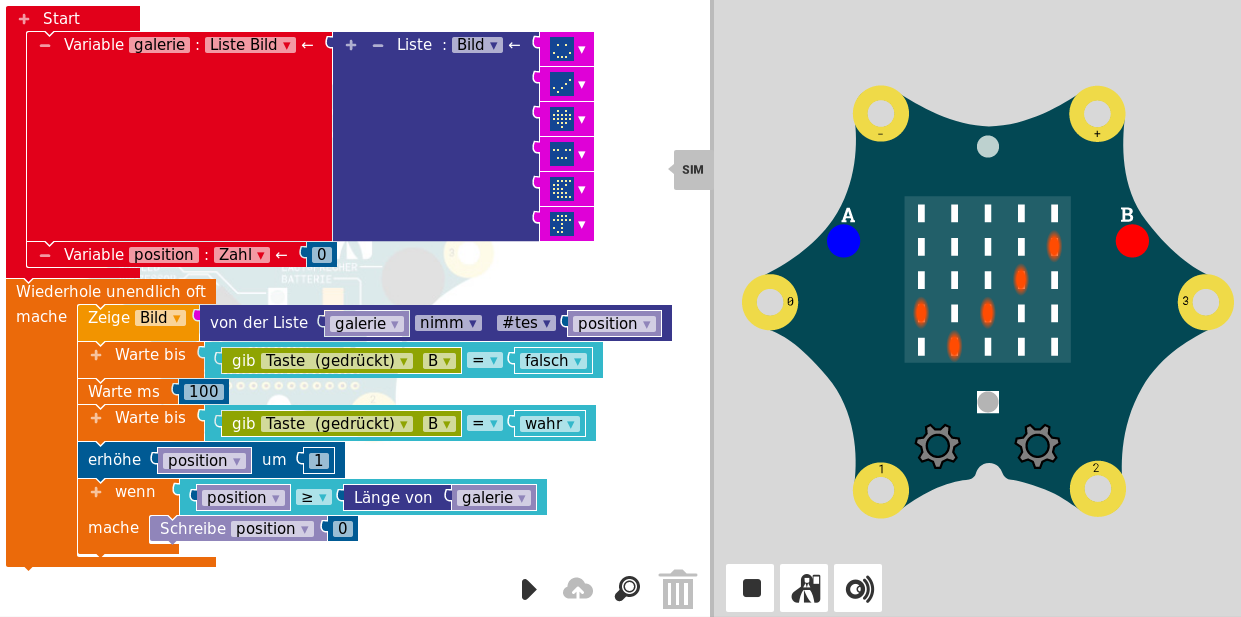 + Start
− Variable galerie : Liste Bild ▾ ←
+ − Liste : Bild ▾ ←
− Variable position : Zahl ▾ ← 0
Wiederhole unendlich oft
mache
Zeige Bild ▾ von der Liste galerie ▾ nimm ▾ #tes ▾ position ▾
+ Warte bis gib Taste (gedrückt) ▾ B ▾ = ▾ falsch ▾
Warte ms 100
+ Warte bis gib Taste (gedrückt) ▾ B ▾ = ▾ wahr ▾
erhöhe position ▾ um 1
+ wenn position ▾ ≥ ▾ Länge von galerie ▾
mache Schreibe position ▾ 0
SIM
- +
A B
0 3
1 2
BATTERIE
3
2